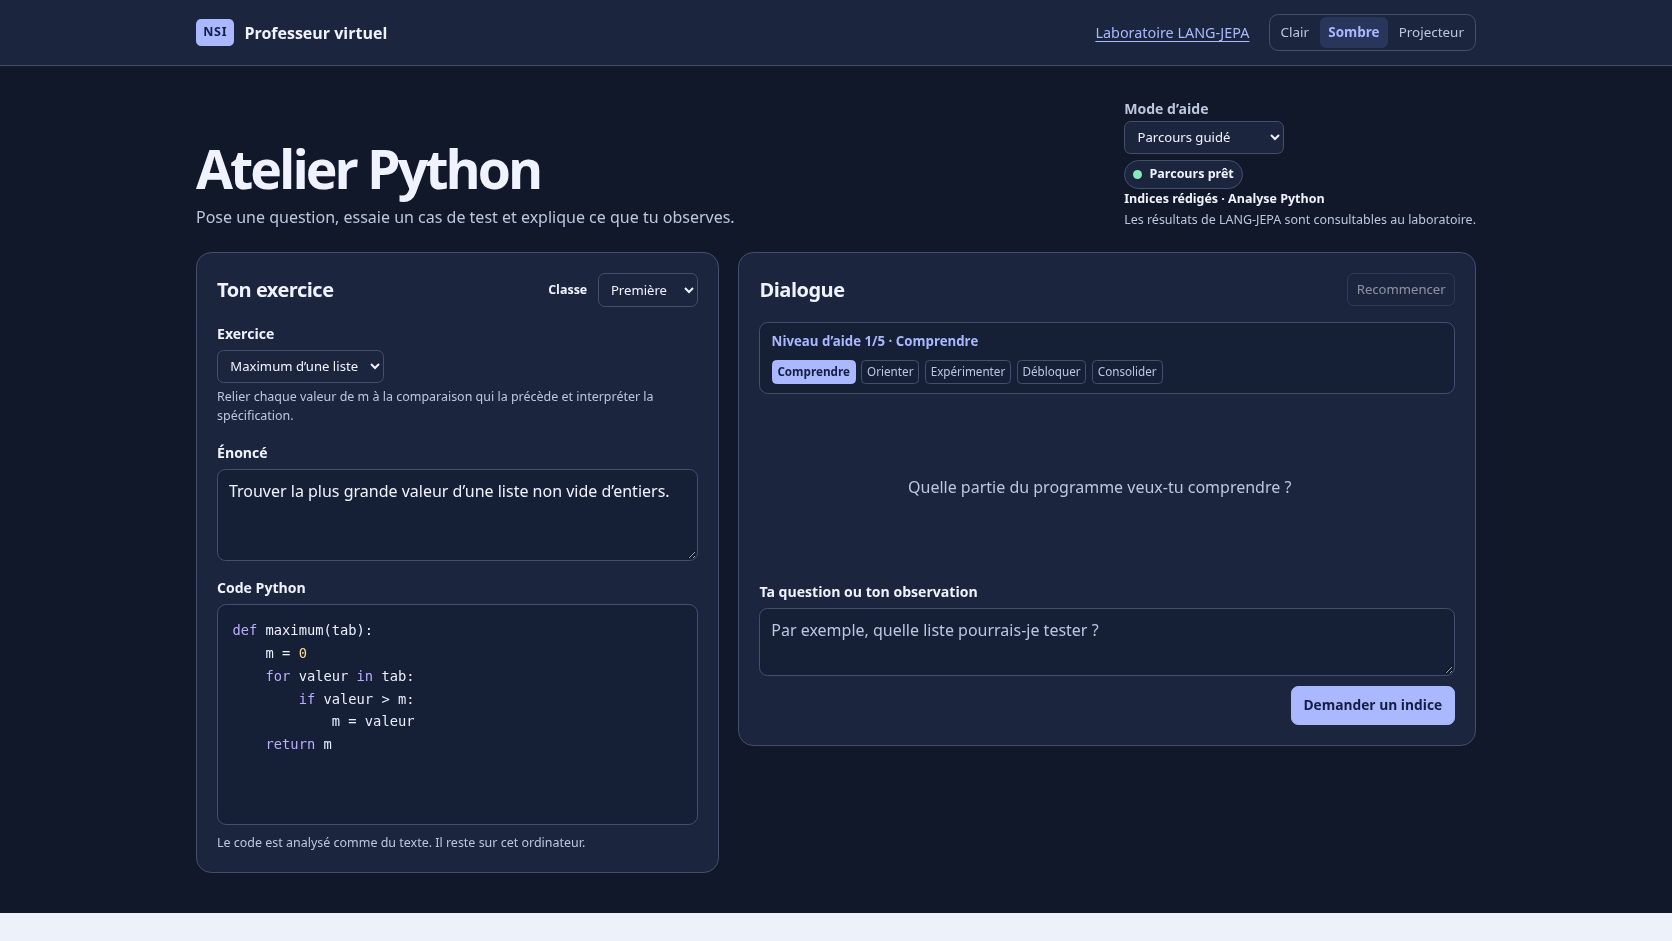 NSI Professeur virtuel
Laboratoire LANG-JEPA
Clair Sombre Projecteur
Mode d’aide
Parcours guidé
Parcours prêt
Indices rédigés · Analyse Python
Les résultats de LANG-JEPA sont consultables au laboratoire.
Atelier Python
Pose une question, essaie un cas de test et explique ce que tu observes.
Ton exercice
Classe Première
Exercice
Maximum d’une liste
Relier chaque valeur de m à la comparaison qui la précède et interpréter la
spécification.
Énoncé
Trouver la plus grande valeur d’une liste non vide d’entiers.
Code Python
def maximum(tab):
    m = 0
    for valeur in tab:
        if valeur > m:
            m = valeur
    return m
Le code est analysé comme du texte. Il reste sur cet ordinateur.
Dialogue
Recommencer
Niveau d’aide 1/5 · Comprendre
Comprendre Orienter Expérimenter Débloquer Consolider
Quelle partie du programme veux-tu comprendre ?
Ta question ou ton observation
Par exemple, quelle liste pourrais-je tester ?
Demander un indice